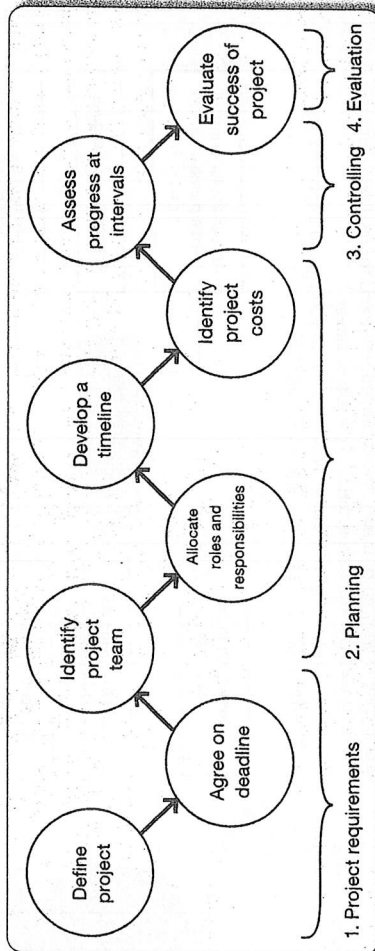 Define
project
Agree on
deadline
Identify
project
team
Allocate
roles and
responsibilities
Develop a
timeline
Identify
project
costs
Assess
progress at
intervals
Evaluate
success of
project
1. Project requirements
2. Planning
3. Controlling
4. Evaluation